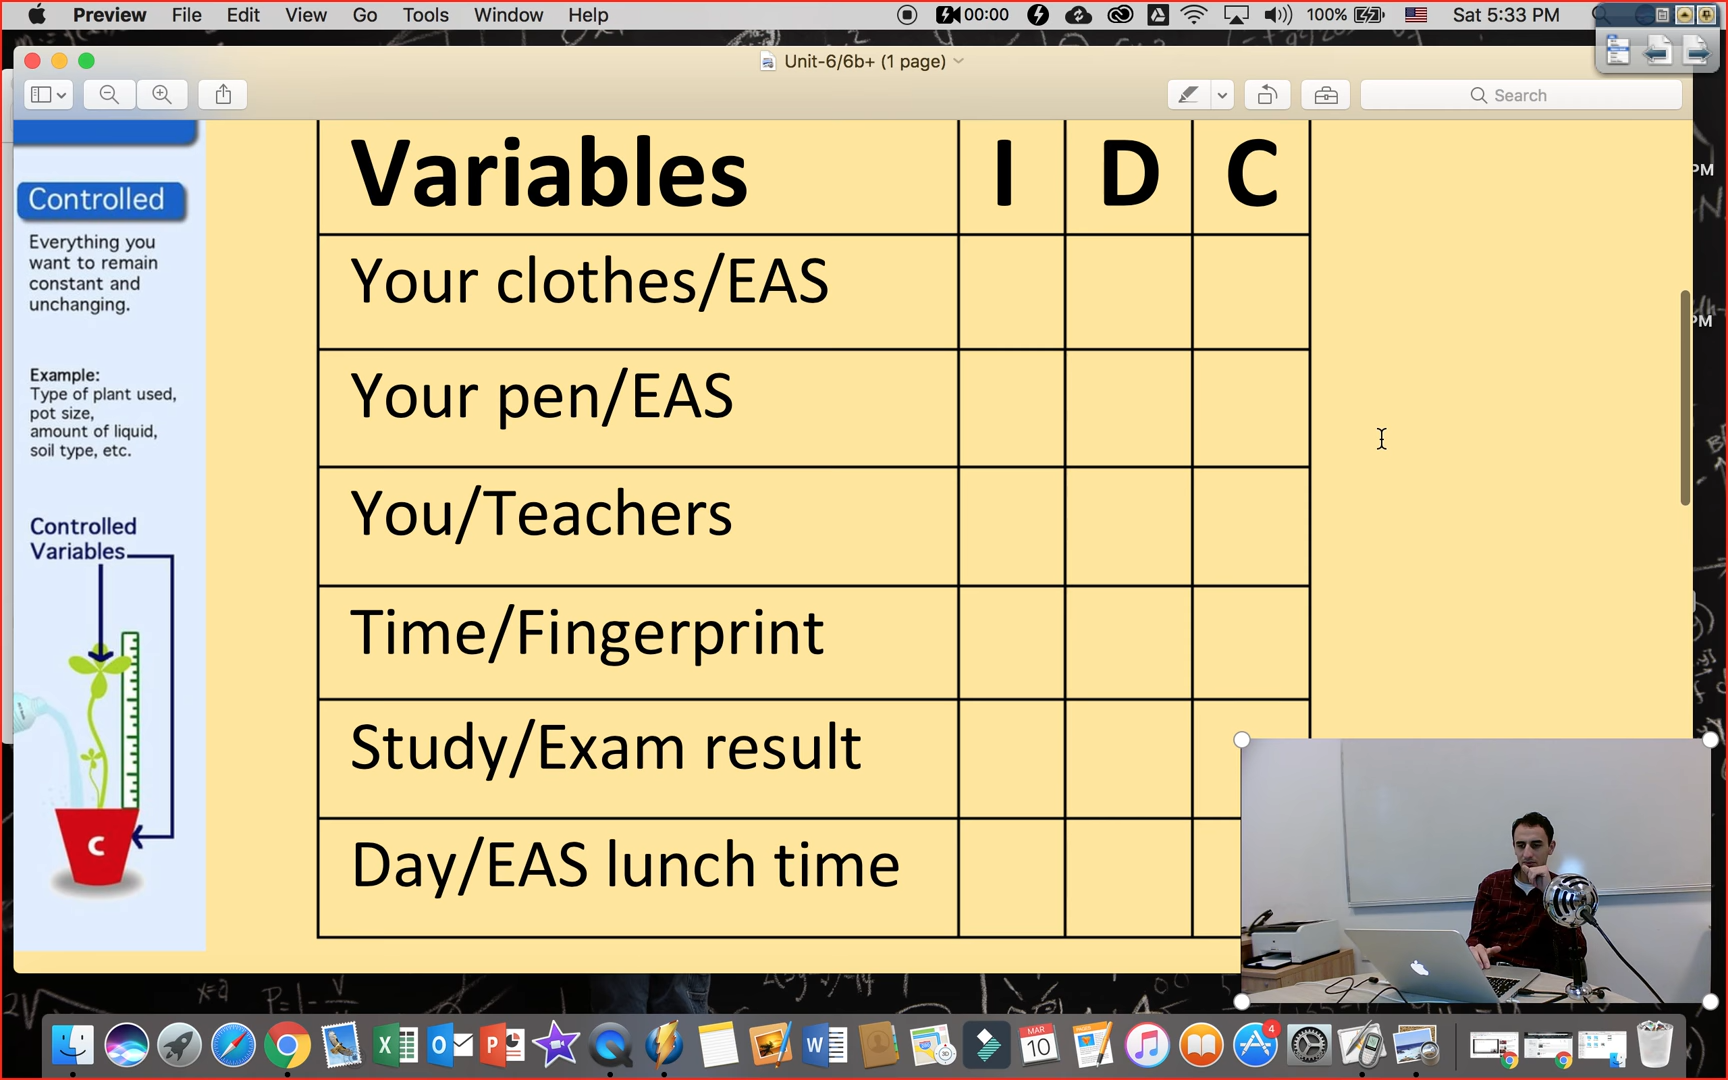 Preview File Edit View Go Tools Window Help 00:00 100% Sat 5:33 PM
Unit-6/6b+ (1 page)
Search
Variables I D C
Your clothes/EAS
Your pen/EAS
You/Teachers
Time/Fingerprint
Study/Exam result
Day/EAS lunch time
Controlled
Everything you
want to remain
constant and
unchanging.
Example:
Type of plant used,
pot size,
amount of liquid,
soil type, etc.
Controlled
Variables
C
PM
PM
x=a
MAR
10
4